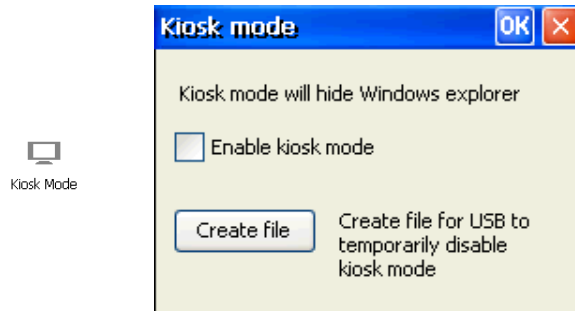 Kiosk mode
OK
Kiosk mode will hide Windows explorer
Enable kiosk mode
Kiosk Mode
Create file
Create file for USB to
temporarily disable
kiosk mode